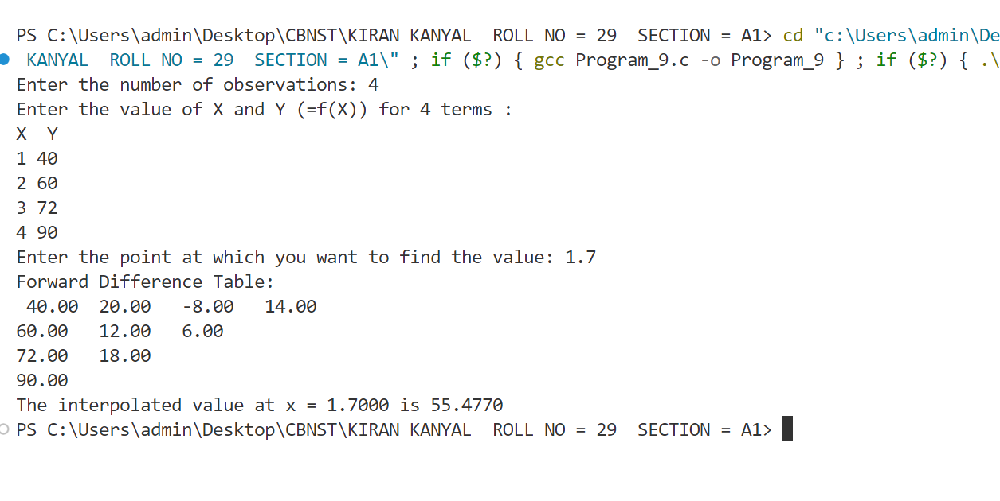 PS C:\Users\admin\Desktop\CBNST\KIRAN KANYAL  ROLL NO = 29  SECTION = A1> cd "c:\Users\admin\De
 KANYAL  ROLL NO = 29  SECTION = A1\" ; if ($?) { gcc Program_9.c -o Program_9 } ; if ($?) { .\
Enter the number of observations: 4
Enter the value of X and Y (=f(X)) for 4 terms :
X  Y
1 40
2 60
3 72
4 90
Enter the point at which you want to find the value: 1.7
Forward Difference Table:
 40.00  20.00   -8.00   14.00
60.00   12.00   6.00
72.00   18.00
90.00
The interpolated value at x = 1.7000 is 55.4770
PS C:\Users\admin\Desktop\CBNST\KIRAN KANYAL  ROLL NO = 29  SECTION = A1>